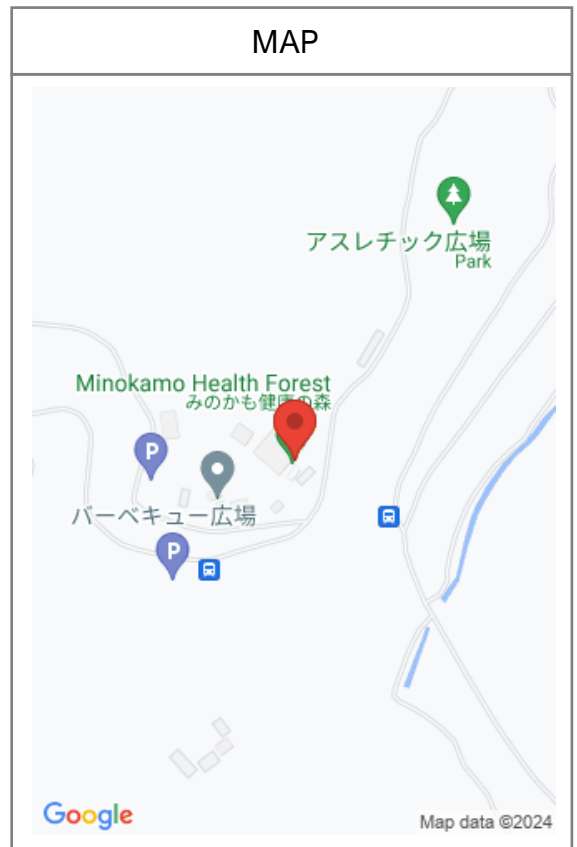 MAP
アスレチック広場
Park
Minokamo Health Forest
みのかも健康の森
P
バーベキュー広場
P
Google
Map data ©2024